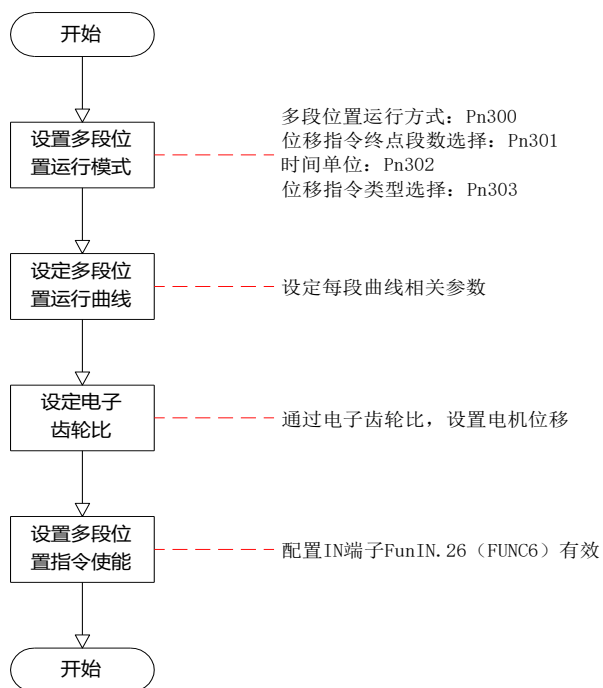 开始
设置多段位
置运行模式
多段位置运行方式：Pn300
位移指令终点段数选择：Pn301
时间单位：Pn302
位移指令类型选择：Pn303
设定多段位
置运行曲线
设定每段曲线相关参数
设定电子
齿轮比
通过电子齿轮比，设置电机位移
设置多段位
置指令使能
配置IN端子FunIN.26（FUNC6）有效
开始